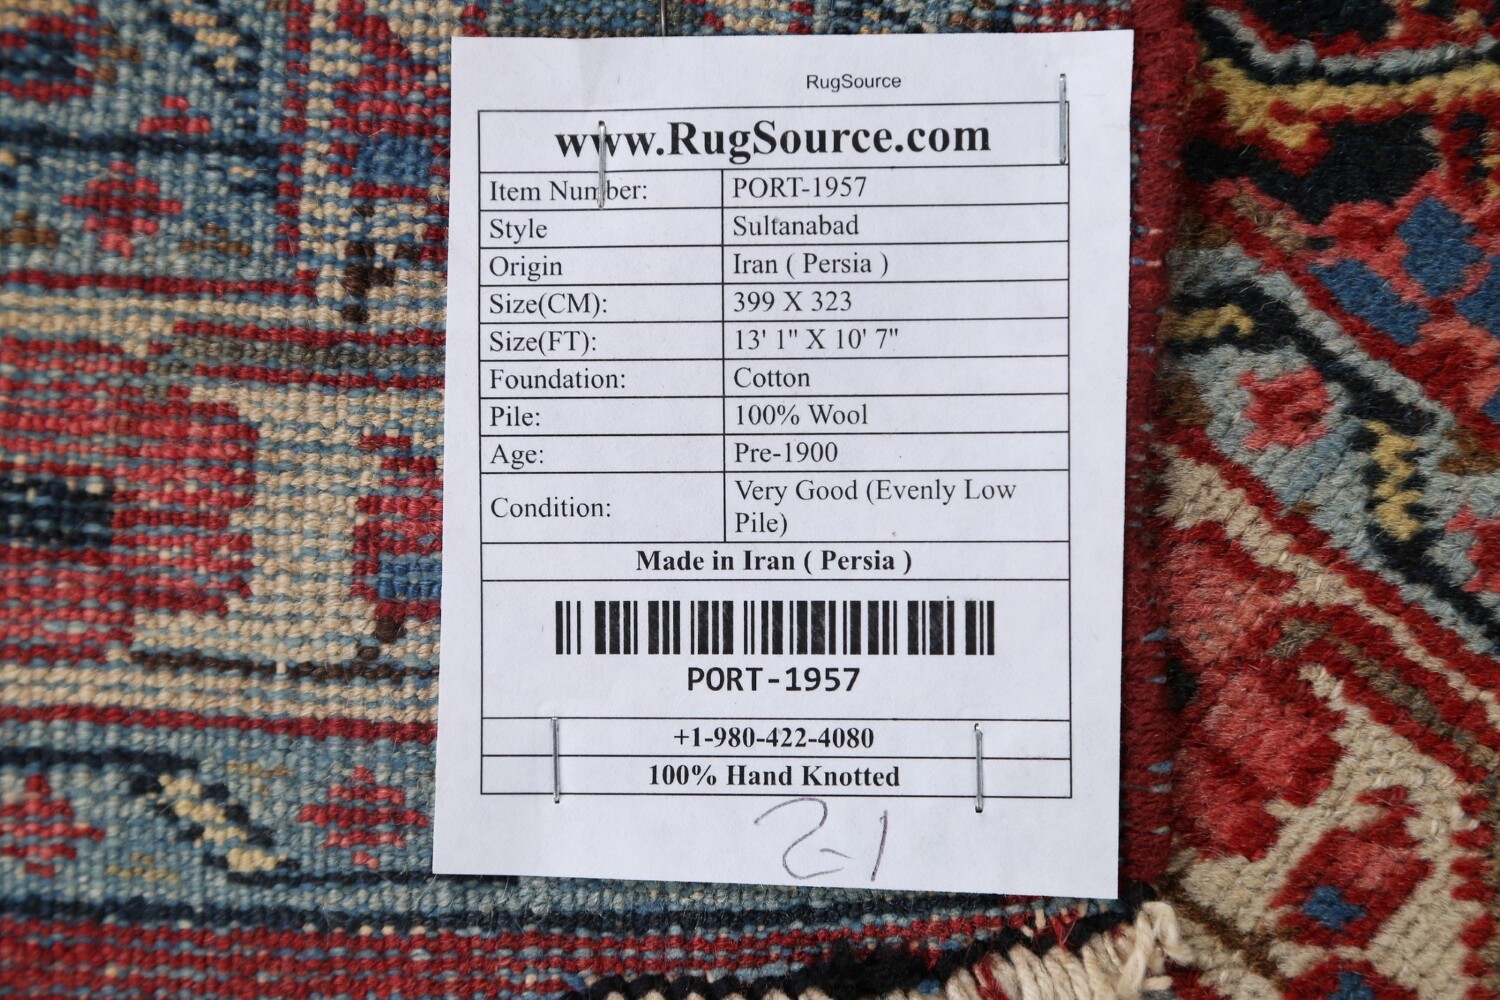 RugSource
www.RugSource.com
Item Number: PORT-1957
Style Sultanabad
Origin Iran ( Persia )
Size(CM): 399 X 323
Size(FT): 13' 1" X 10' 7"
Foundation: Cotton
Pile: 100% Wool
Age: Pre-1900
Condition: Very Good (Evenly Low
Pile)
Made in Iran ( Persia )
PORT-1957
+1-980-422-4080
100% Hand Knotted